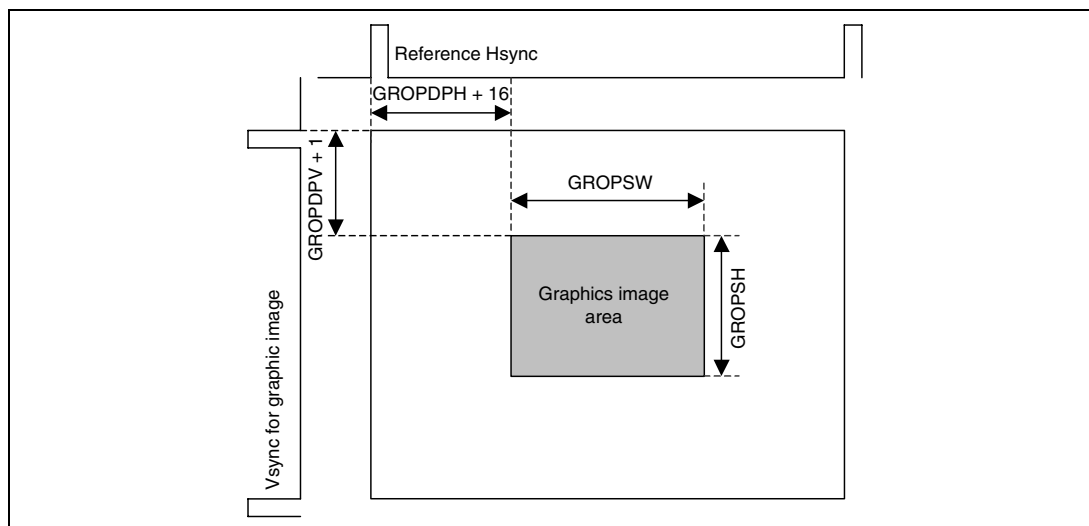 Reference Hsync
GROPDPH + 16
GROPDPV + 1
GROPSW
Graphics image
area
GROPSH
Vsync for graphic image